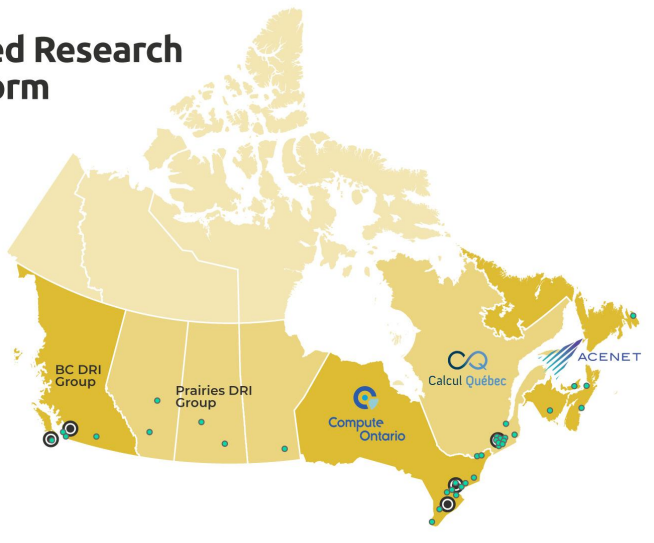 ed Research
orm
BC DRI
Group
Prairies DRI
Group
Compute
Ontario
Calcul Québec
ACENET